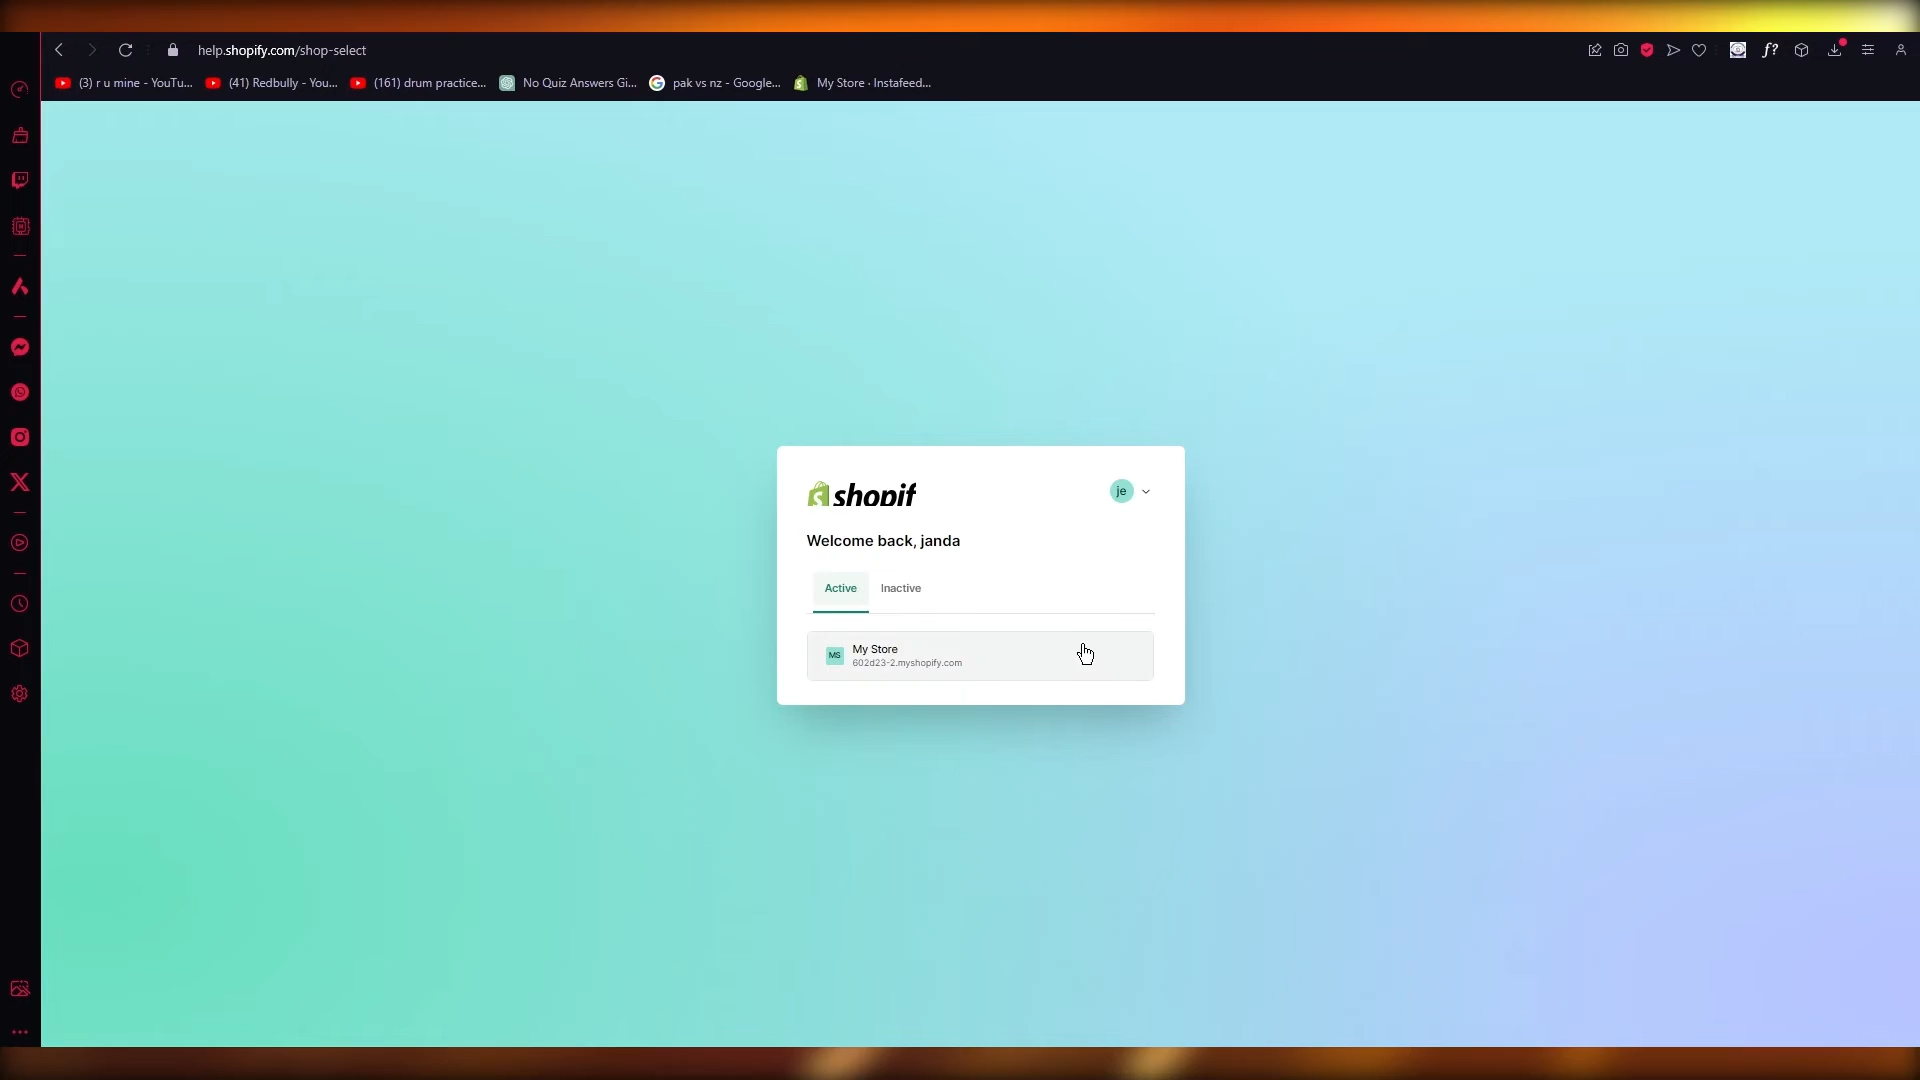 help.shopify.com/shop-select
(3) r u mine - YouTu...
(41) Redbully - You...
(161) drum practice...
No Quiz Answers Gi...
pak vs nz - Google...
My Store · Instafeed...
f?
shopif
je
Welcome back, janda
Active
Inactive
MS
My Store
602d23-2.myshopify.com